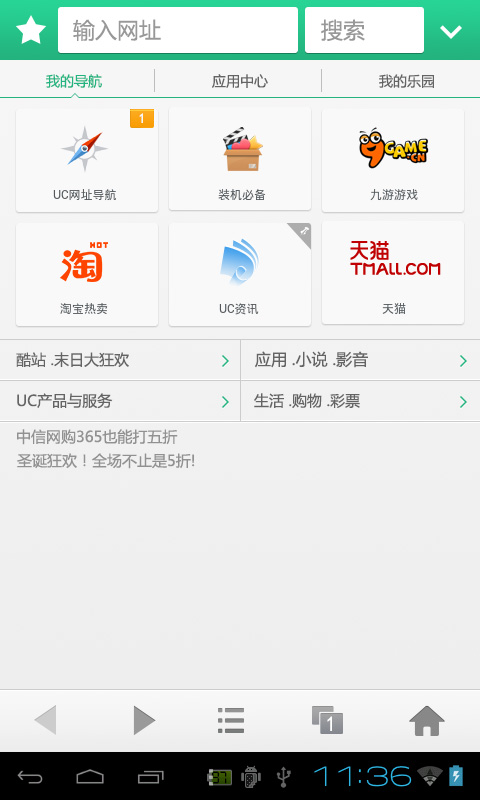 输入网址
搜索
我的导航
应用中心
我的乐园
1
UC网址导航
装机必备
9GAME.CN
九游游戏
HOT
淘
淘宝热卖
UC资讯
天猫
TMALL.COM
天猫
酷站 .末日大狂欢
应用 .小说 .影音
UC产品与服务
生活 .购物 .彩票
中信网购365也能打五折
圣诞狂欢！全场不止是5折!
1
37
11:36